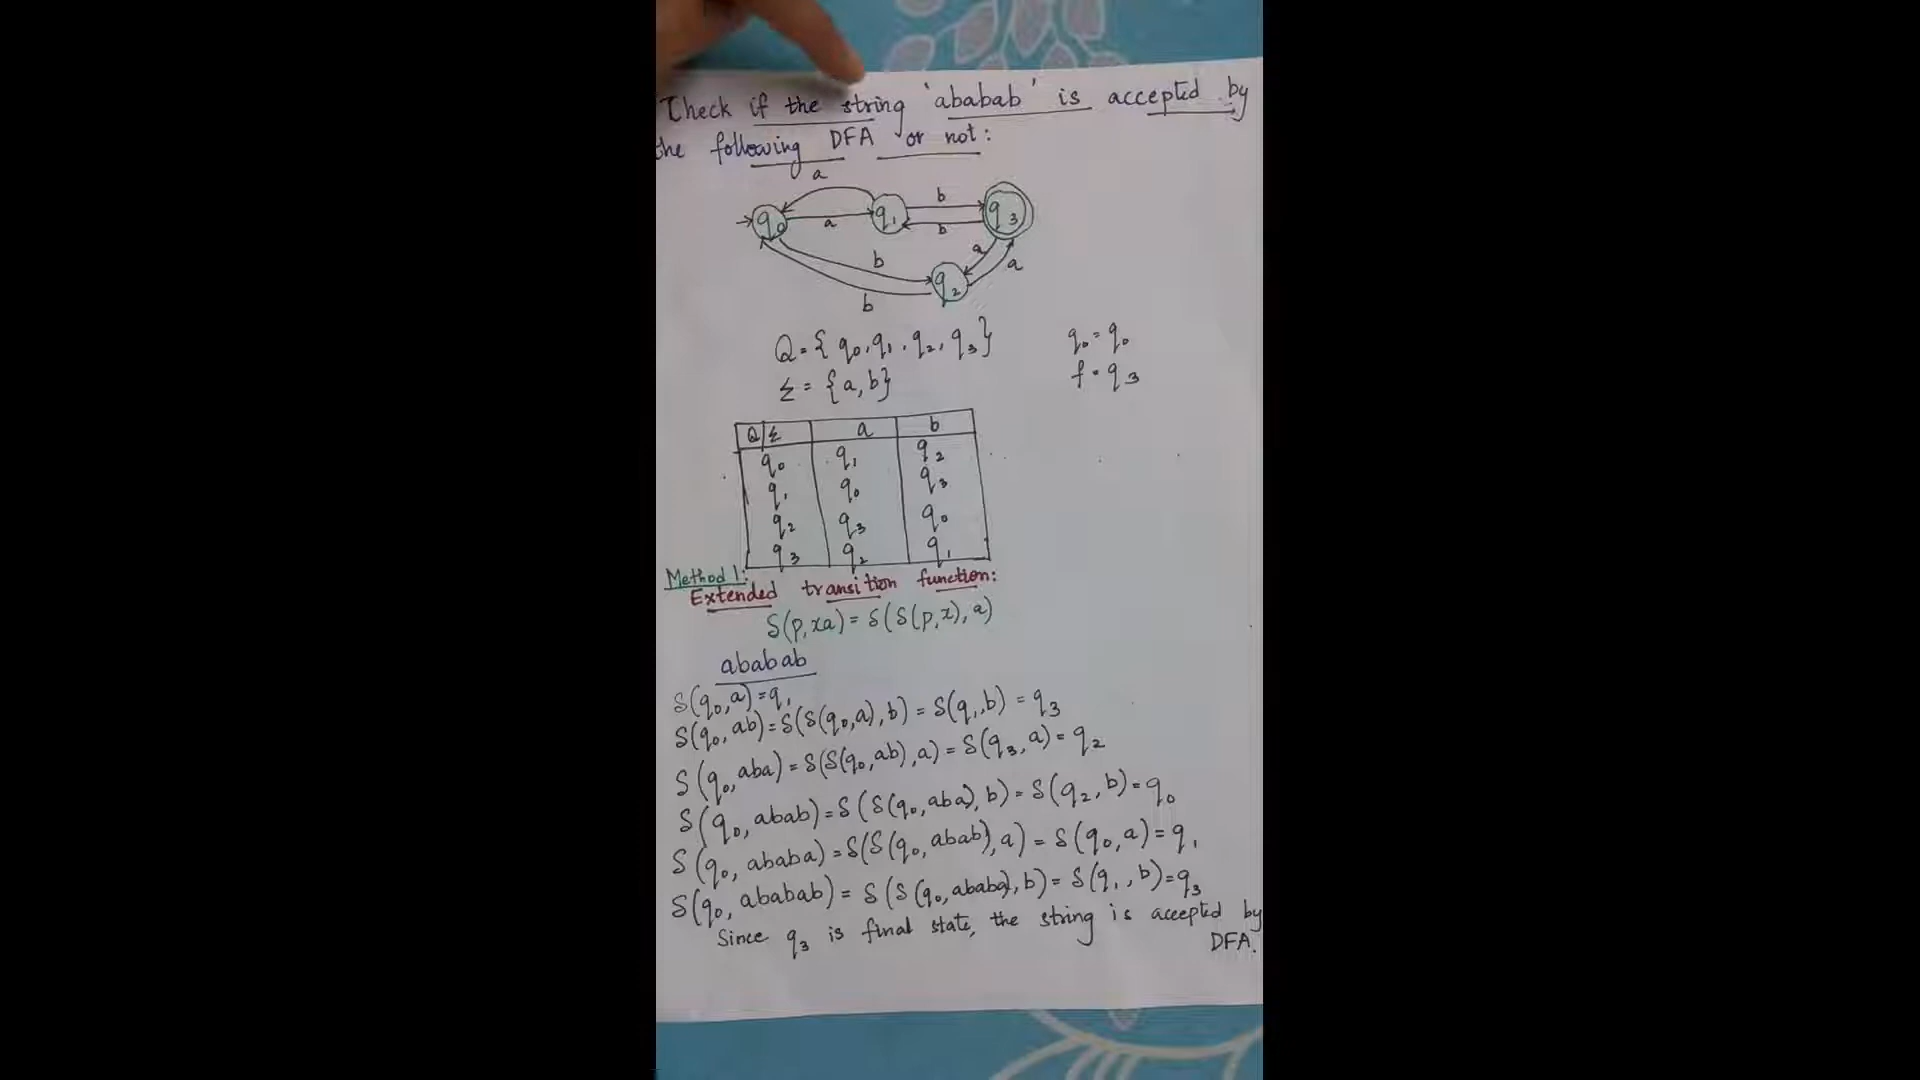 Check if the string 'ababab' is accepted by
the following DFA or not:
a
q₀ a q₁ b q₃
b
b a a
q₂
b
Q = { q₀, q₁, q₂, q₃ } q₀ = q₀
Σ = {a, b} f = q₃
Q/Σ a b
q₀ q₁ q₂
q₁ q₀ q₃
q₂ q₃ q₀
q₃ q₂ q₁
Method 1:
Extended transition function:
δ(p, xa) = δ(δ(p, x), a)
ababab
δ(q₀, a) = q₁
δ(q₀, ab) = δ(δ(q₀, a), b) = δ(q₁, b) = q₃
δ(q₀, aba) = δ(δ(q₀, ab), a) = δ(q₃, a) = q₂
δ(q₀, abab) = δ(δ(q₀, aba), b) = δ(q₂, b) = q₀
δ(q₀, ababa) = δ(δ(q₀, abab), a) = δ(q₀, a) = q₁
δ(q₀, ababab) = δ(δ(q₀, ababa), b) = δ(q₁, b) = q₃
Since q₃ is final state, the string is accepted by
DFA.